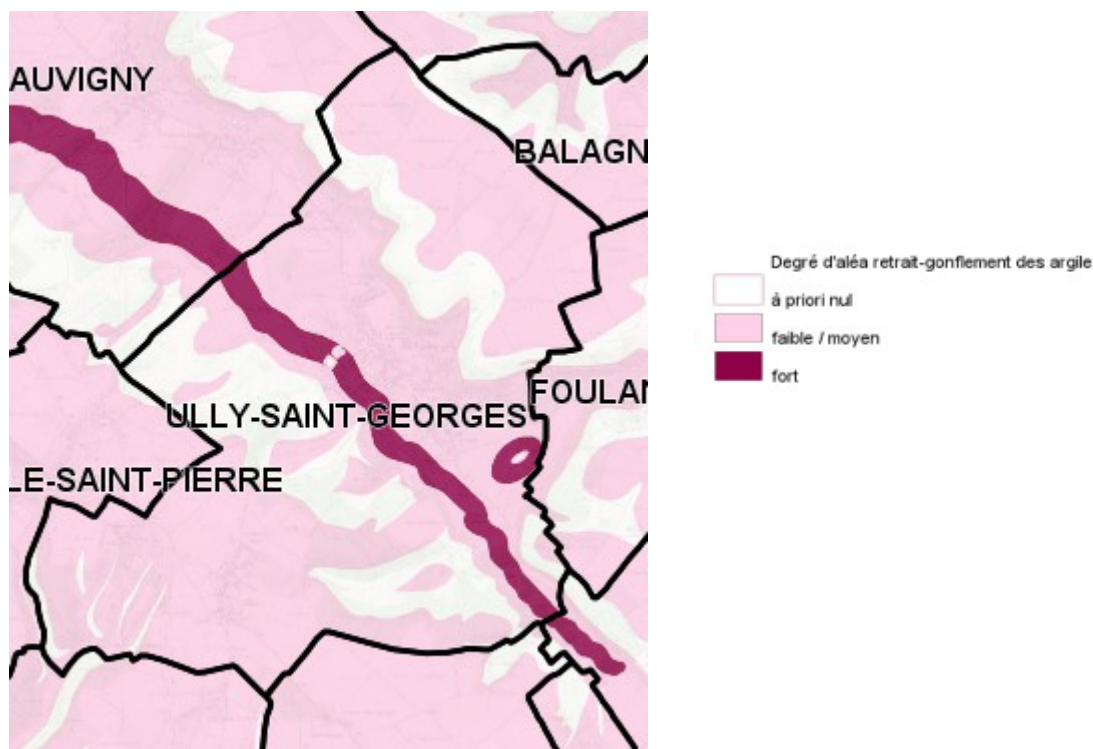 AUVIGNY
BALAGN
FOULAN
ULLY-SAINT-GEORGES
LE-SAINT-PIERRE
Degré d'aléa retrait-gonflement des argile
à priori nul
faible / moyen
fort